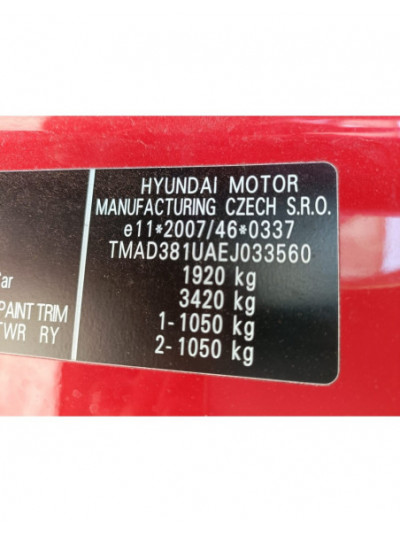 HYUNDAI MOTOR
MANUFACTURING CZECH S.R.O.
e11*2007/46*0337
TMAD381UAEJ033560
1920 kg
3420 kg
1-1050 kg
2-1050 kg
ar
PAINT TRIM
TWR RY